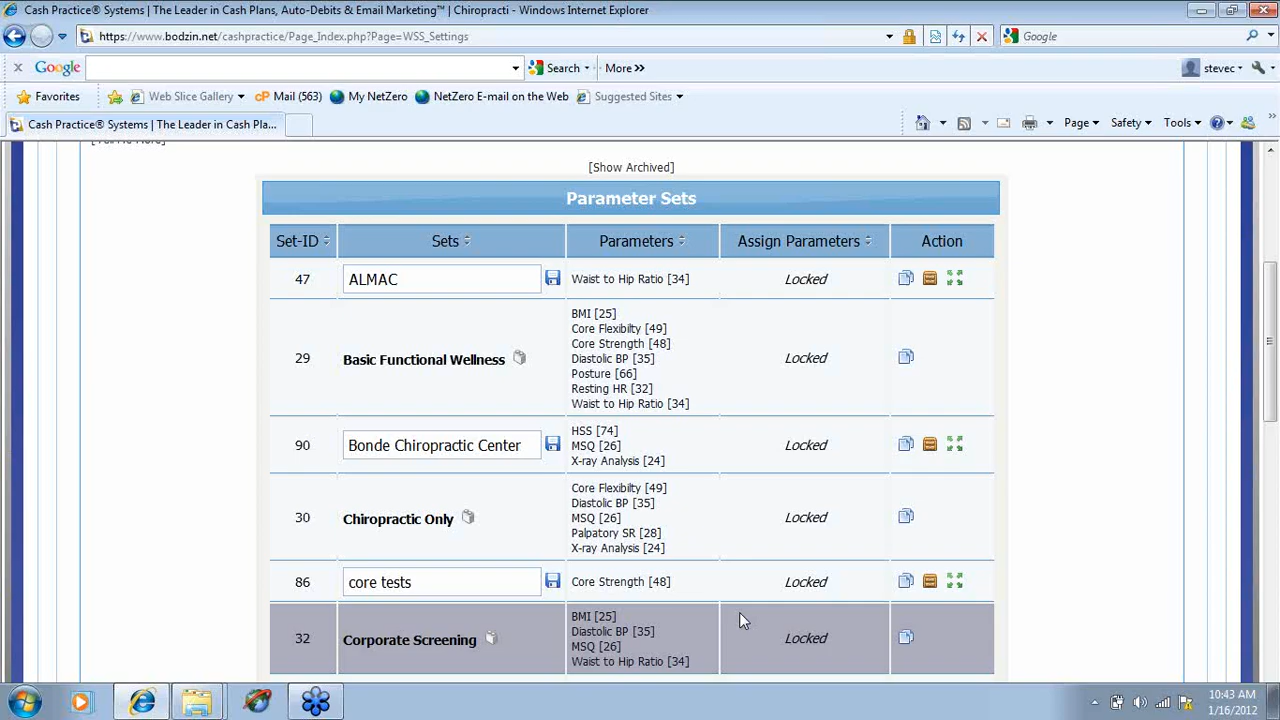 Cash Practice® Systems | The Leader in Cash Plans, Auto-Debits & Email Marketing™ | Chiropracti - Windows Internet Explorer
https://www.bodzin.net/cashpractice/Page_Index.php?Page=WSS_Settings
Google
Google Search More » stevec
Favorites Web Slice Gallery Mail (563) My NetZero NetZero E-mail on the Web Suggested Sites
Cash Practice® Systems | The Leader in Cash Pla... Page Safety Tools
[Show Archived]
Parameter Sets
Set-ID Sets Parameters Assign Parameters Action
47 ALMAC Waist to Hip Ratio [34] Locked
29 Basic Functional Wellness
BMI [25]
Core Flexibilty [49]
Core Strength [48]
Diastolic BP [35]
Posture [66]
Resting HR [32]
Waist to Hip Ratio [34]
Locked
90 Bonde Chiropractic Center
HSS [74]
MSQ [26]
X-ray Analysis [24]
Locked
30 Chiropractic Only
Core Flexibilty [49]
Diastolic BP [35]
MSQ [26]
Palpatory SR [28]
X-ray Analysis [24]
Locked
86 core tests Core Strength [48] Locked
32 Corporate Screening
BMI [25]
Diastolic BP [35]
MSQ [26]
Waist to Hip Ratio [34]
Locked
10:43 AM
1/16/2012